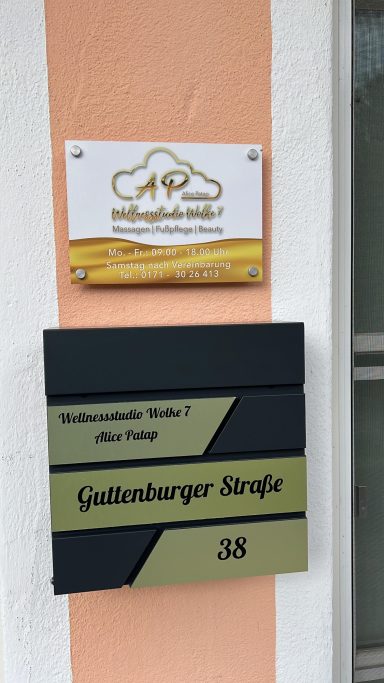 AP
Alice Patap
Wellnessstudio Wolke 7
Massagen | Fußpflege | Beauty
Mo. - Fr.: 09:00 - 18.00 Uhr
Samstag nach Vereinbarung
Tel.: 0171 - 30 26 413
Wellnessstudio Wolke 7
Alice Patap
Guttenburger Straße
38